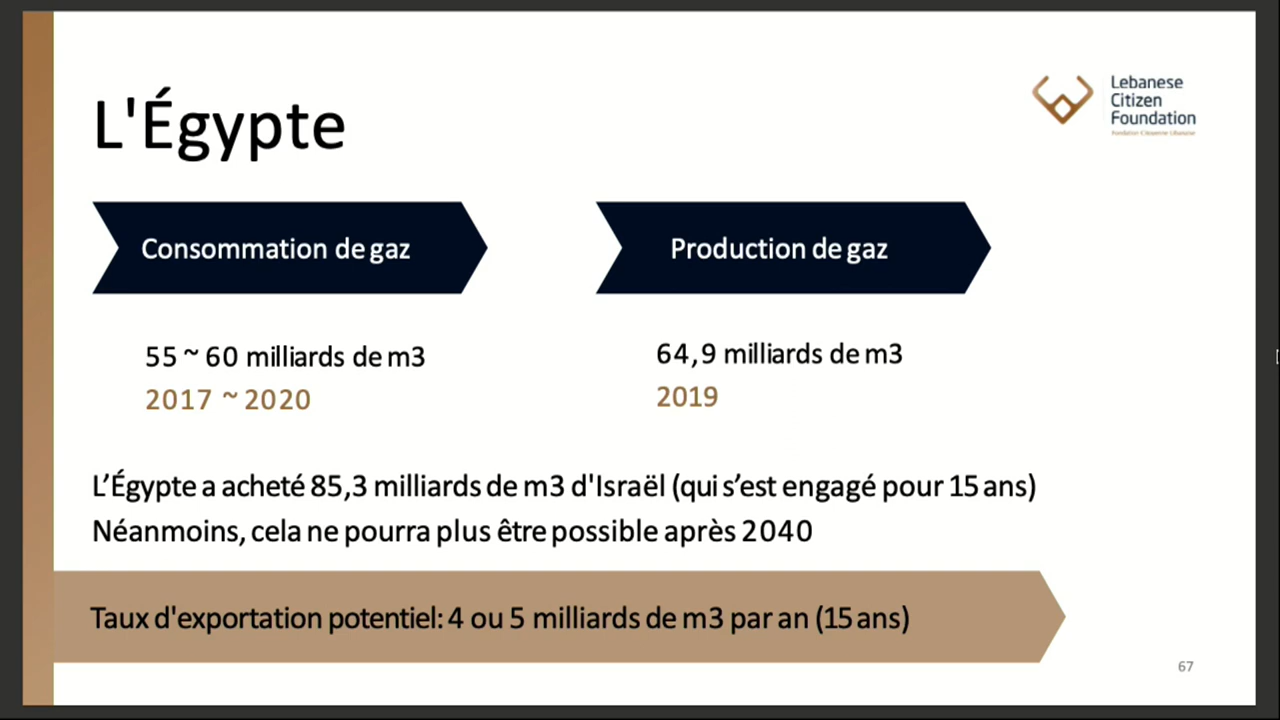 L'Égypte
Lebanese
Citizen
Foundation
Fondation Citoyenne Libanaise
Consommation de gaz
Production de gaz
55 ~ 60 milliards de m3
2017 ~ 2020
64,9 milliards de m3
2019
L’Égypte a acheté 85,3 milliards de m3 d'Israël (qui s’est engagé pour 15 ans)
Néanmoins, cela ne pourra plus être possible après 2040
Taux d'exportation potentiel: 4 ou 5 milliards de m3 par an (15 ans)
67